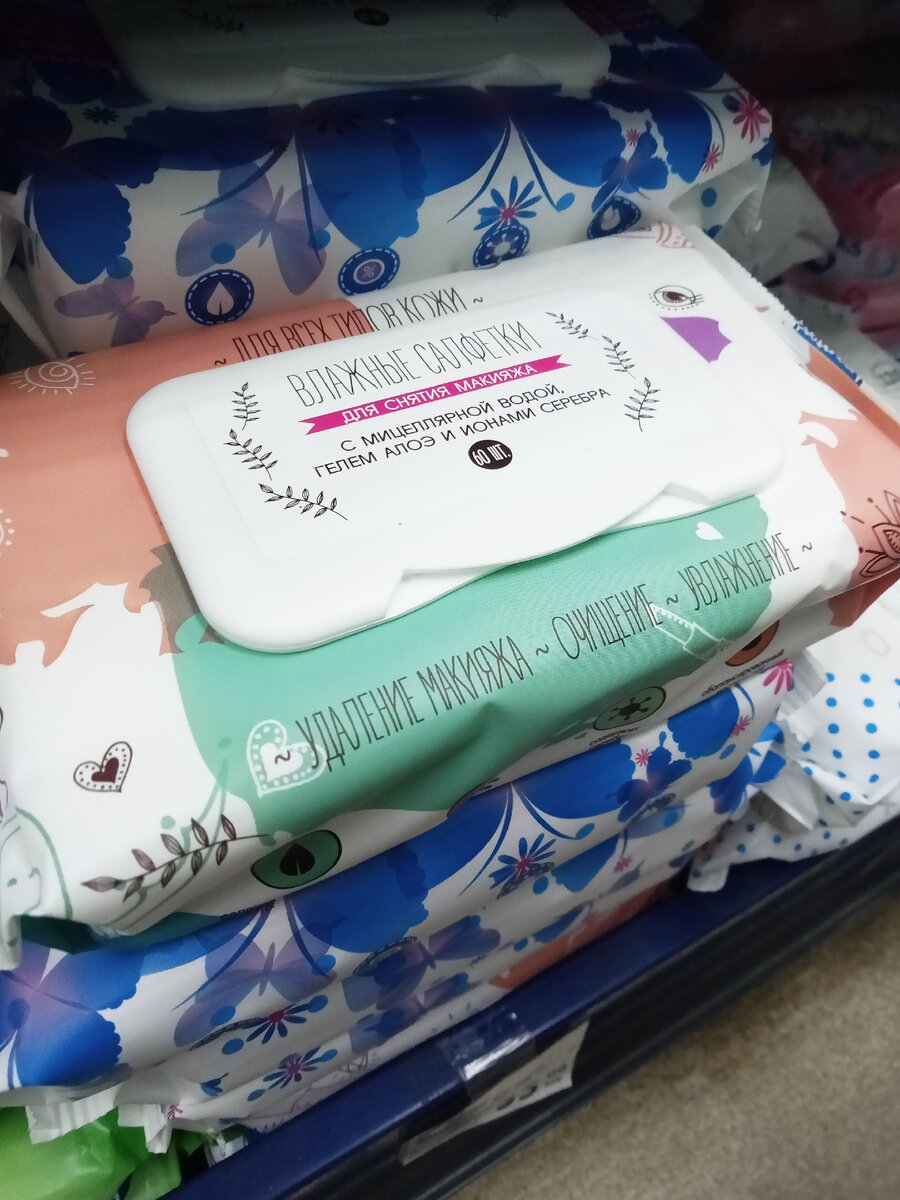 ~ ДЛЯ ВСЕХ ТИПОВ КОЖИ ~
ВЛАЖНЫЕ САЛФЕТКИ
ДЛЯ СНЯТИЯ МАКИЯЖА
С МИЦЕЛЛЯРНОЙ ВОДОЙ,
ГЕЛЕМ АЛОЭ И ИОНАМИ СЕРЕБРА
60 ШТ.
~ УДАЛЕНИЕ МАКИЯЖА ~ ОЧИЩЕНИЕ ~ УВЛАЖНЕНИЕ ~